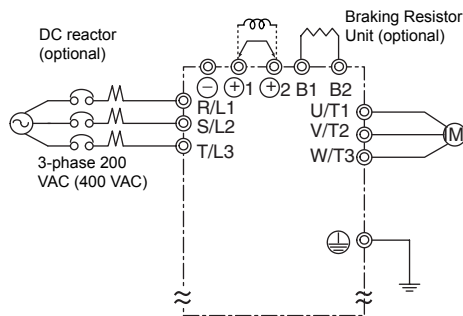 DC reactor
(optional)
Braking Resistor
Unit (optional)
− +1 +2 B1 B2
R/L1
S/L2
T/L3
U/T1
V/T2
W/T3
M
3-phase 200
VAC (400 VAC)